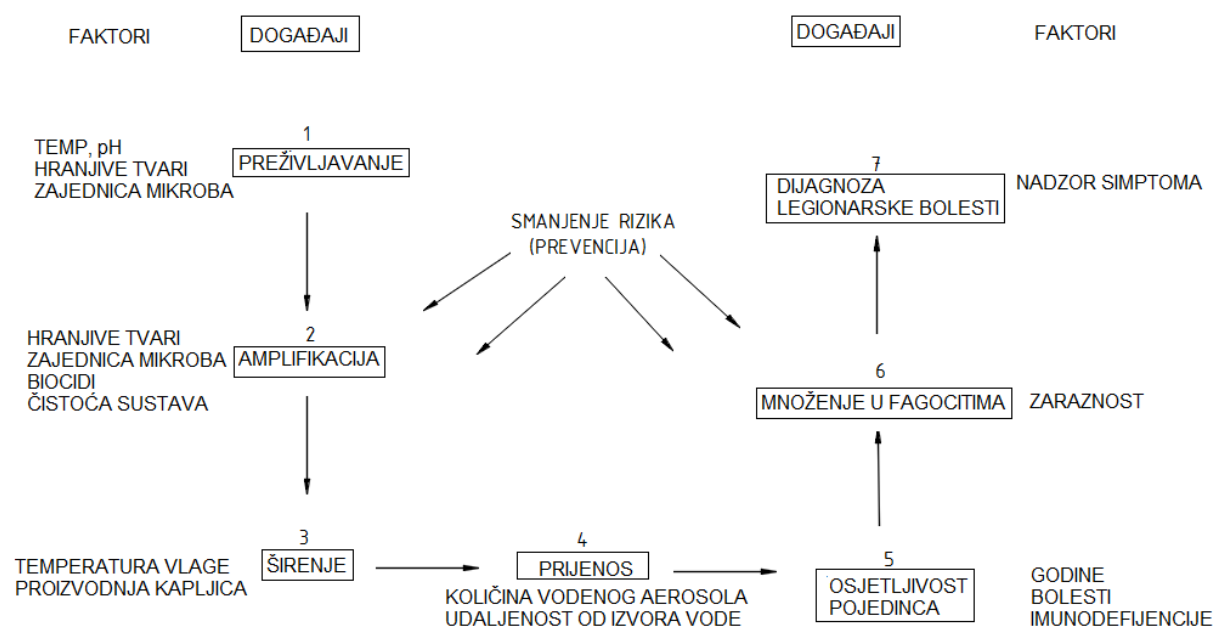 FAKTORI
DOGAĐAJI
DOGAĐAJI
FAKTORI
1
TEMP, pH
HRANJIVE TVARI
ZAJEDNICA MIKROBA
PREŽIVLJAVANJE
7
DIJAGNOZA
LEGIONARSKE BOLESTI
NADZOR SIMPTOMA
SMANJENJE RIZIKA
(PREVENCIJA)
2
HRANJIVE TVARI
ZAJEDNICA MIKROBA
BIOCIDI
ČISTOĆA SUSTAVA
AMPLIFIKACIJA
6
MNOŽENJE U FAGOCITIMA
ZARAZNOST
3
TEMPERATURA VLAGE
PROIZVODNJA KAPLJICA
ŠIRENJE
4
PRIJENOS
KOLIČINA VODENOG AEROSOLA
UDALJENOST OD IZVORA VODE
5
OSJETLJIVOST
POJEDINCA
GODINE
BOLESTI
IMUNODEFIJENCIJE